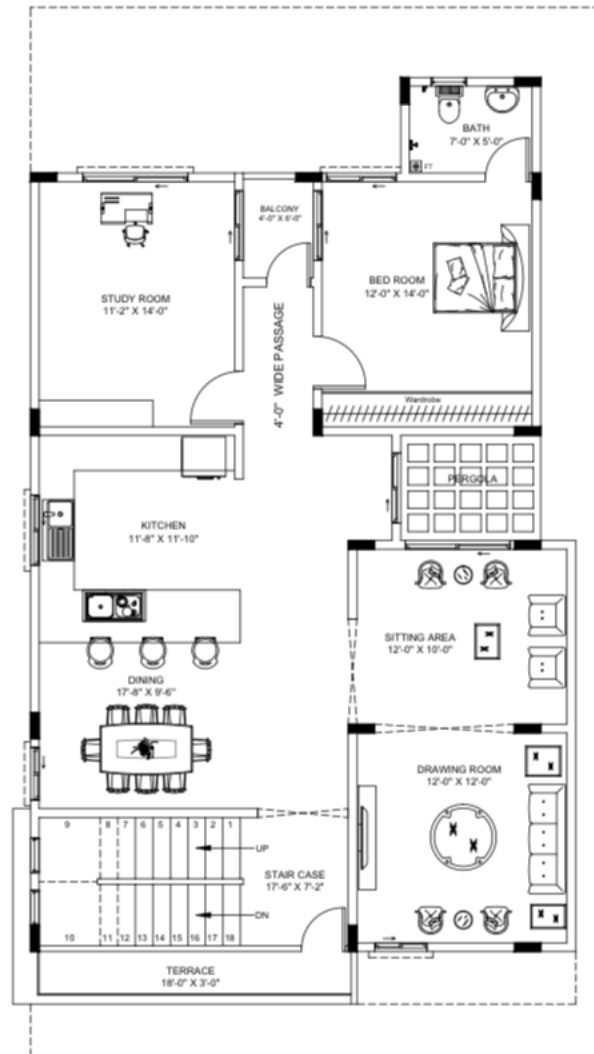 BATH
7'-0" X 5'-0"
FT
BALCONY
4'-0" X 6'-0"
BED ROOM
12'-0" X 14'-0"
STUDY ROOM
11'-2" X 14'-0"
4'-0" WIDE PASSAGE
Wardrobe
PERGOLA
KITCHEN
11'-8" X 11'-10"
SITTING AREA
12'-0" X 10'-0"
DINING
17'-8" X 9'-6"
DRAWING ROOM
12'-0" X 12'-0"
9 8 7 6 5 4 3 2 1
UP
STAIR CASE
17'-6" X 7'-2"
DN
10 11 12 13 14 15 16 17 18
TERRACE
18'-0" X 3'-0"